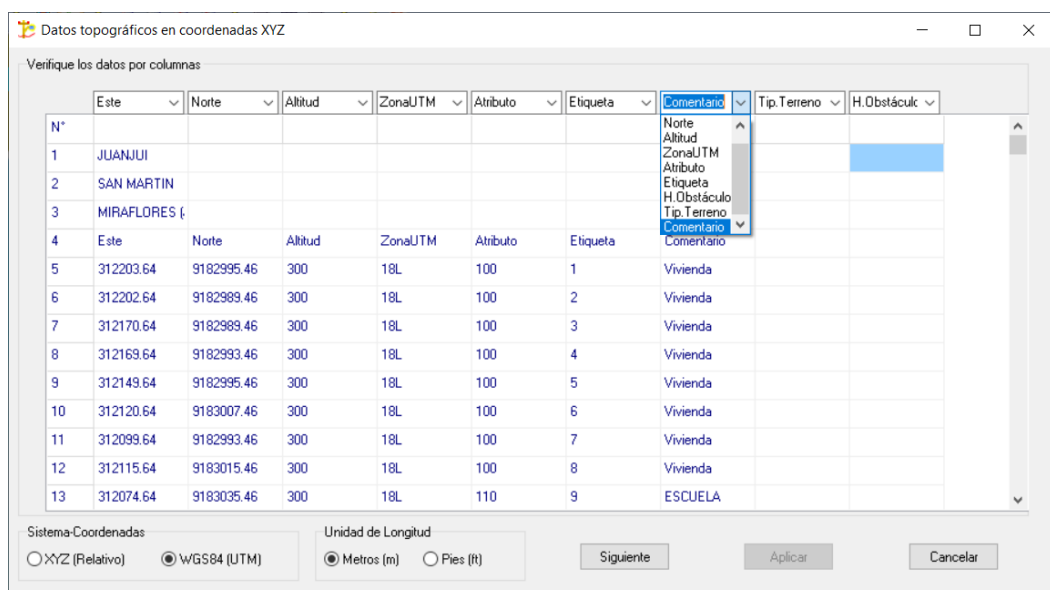 Datos topográficos en coordenadas XYZ
Verifique los datos por columnas
Este Norte Altitud ZonaUTM Atributo Etiqueta Comentario Tip.Terreno H.Obstáculc
N°
Norte
Altitud
ZonaUTM
Atributo
Etiqueta
H.Obstáculo
Tip.Terreno
Comentario
1 JUANJUI
2 SAN MARTIN
3 MIRAFLORES (
4 Este Norte Altitud ZonaUTM Atributo Etiqueta Comentario
5 312203.64 9182995.46 300 18L 100 1 Vivienda
6 312202.64 9182989.46 300 18L 100 2 Vivienda
7 312170.64 9182989.46 300 18L 100 3 Vivienda
8 312169.64 9182993.46 300 18L 100 4 Vivienda
9 312149.64 9182995.46 300 18L 100 5 Vivienda
10 312120.64 9183007.46 300 18L 100 6 Vivienda
11 312099.64 9182993.46 300 18L 100 7 Vivienda
12 312115.64 9183015.46 300 18L 100 8 Vivienda
13 312074.64 9183035.46 300 18L 110 9 ESCUELA
Sistema-Coordenadas
XYZ (Relativo) WGS84 (UTM)
Unidad de Longitud
Metros (m) Pies (ft)
Siguiente Aplicar Cancelar